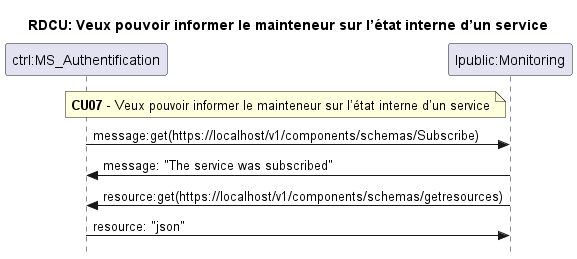 RDCU: Veux pouvoir informer le mainteneur sur l’état interne d’un service
ctrl:MS_Authentification
Ipublic:Monitoring
CU07 - Veux pouvoir informer le mainteneur sur l’état interne d’un service
message:get(https://localhost/v1/components/schemas/Subscribe)
message: "The service was subscribed"
resource:get(https://localhost/v1/components/schemas/getresources)
resource: "json"